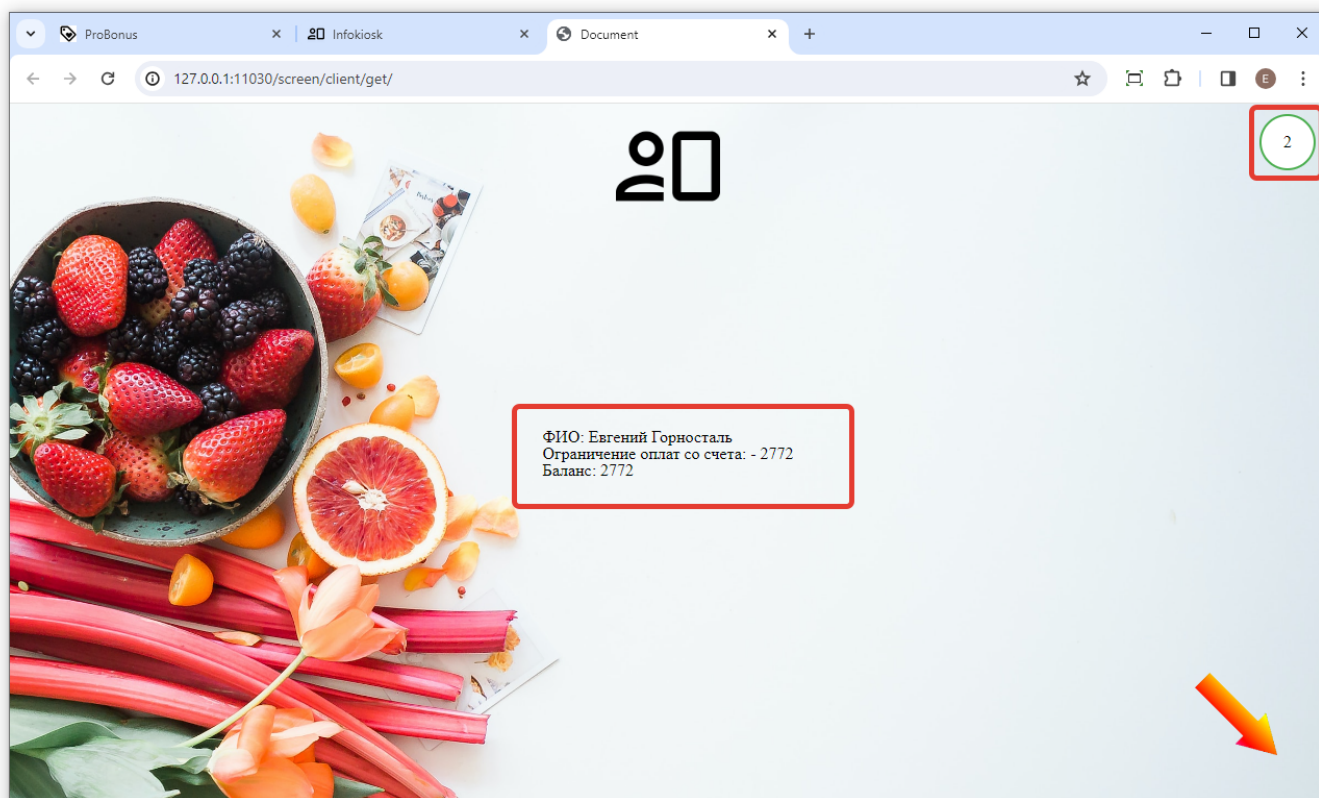 ProBonus
Infokiosk
Document
127.0.0.1:11030/screen/client/get/
E
2
ФИО: Евгений Горносталь
Ограничение оплат со счета: - 2772
Баланс: 2772